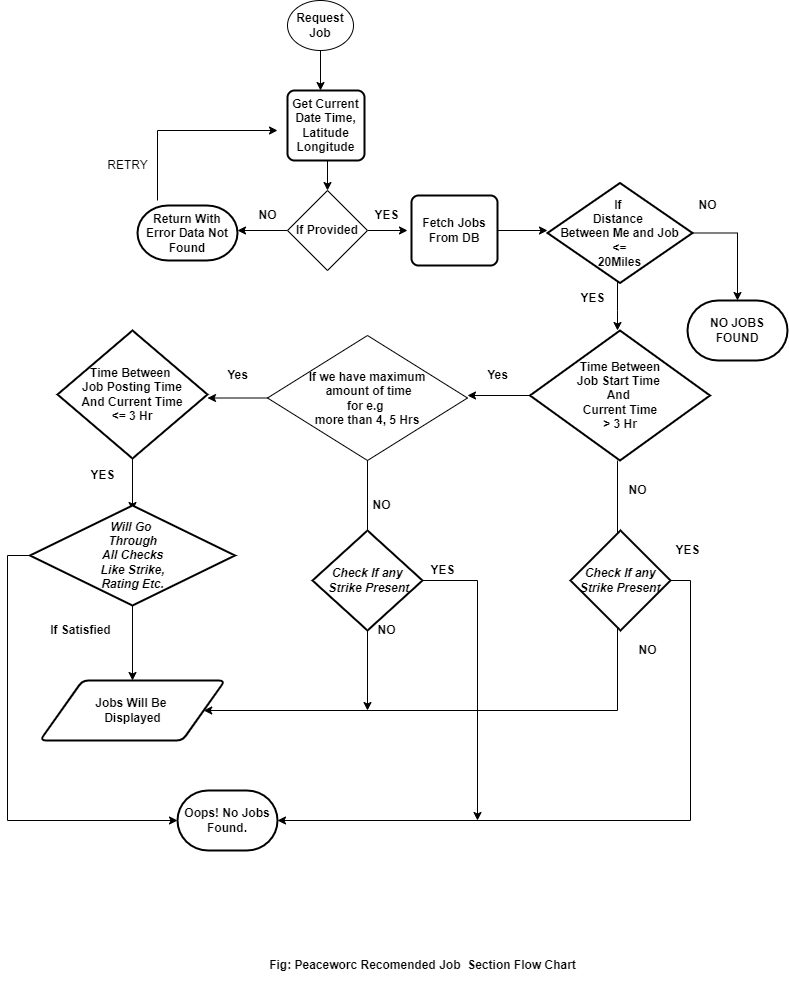 Request
Job
Get Current
Date Time,
Latitude
Longitude
RETRY
Return With
Error Data Not
Found
NO
If Provided
YES
Fetch Jobs
From DB
If
Distance
Between Me and Job
<=
20Miles
NO
YES
NO JOBS
FOUND
Time Between
Job Posting Time
And Current Time
<= 3 Hr
Yes
If we have maximum
amount of time
for e.g
more than 4, 5 Hrs
Yes
Time Between
Job Start Time
And
Current Time
> 3 Hr
YES
NO
NO
Will Go
Through
All Checks
Like Strike,
Rating Etc.
Check If any
Strike Present
YES
Check If any
Strike Present
YES
If Satisfied
NO
NO
Jobs Will Be
Displayed
Oops! No Jobs
Found.
Fig: Peaceworc Recomended Job  Section Flow Chart